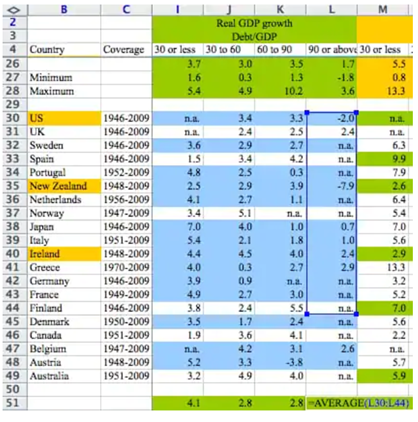 B C I J K L M
2 Real GDP growth
3 Debt/GDP
4 Country Coverage 30 or less 30 to 60 60 to 90 90 or above 30 or less
26 3.7 3.0 3.5 1.7 5.5
27 Minimum 1.6 0.3 1.3 -1.8 0.8
28 Maximum 5.4 4.9 10.2 3.6 13.3
29
30 US 1946-2009 n.a. 3.4 3.3 -2.0 n.a.
31 UK 1946-2009 n.a. 2.4 2.5 2.4 n.a.
32 Sweden 1946-2009 3.6 2.9 2.7 n.a. 6.3
33 Spain 1946-2009 1.5 3.4 4.2 n.a. 9.9
34 Portugal 1952-2009 4.8 2.5 0.3 n.a. 7.9
35 New Zealand 1948-2009 2.5 2.9 3.9 -7.9 2.6
36 Netherlands 1956-2009 4.1 2.7 1.1 n.a. 6.4
37 Norway 1947-2009 3.4 5.1 n.a. n.a. 5.4
38 Japan 1946-2009 7.0 4.0 1.0 0.7 7.0
39 Italy 1951-2009 5.4 2.1 1.8 1.0 5.6
40 Ireland 1948-2009 4.4 4.5 4.0 2.4 2.9
41 Greece 1970-2009 4.0 0.3 2.7 2.9 13.3
42 Germany 1946-2009 3.9 0.9 n.a. n.a. 3.2
43 France 1949-2009 4.9 2.7 3.0 n.a. 5.2
44 Finland 1946-2009 3.8 2.4 5.5 n.a. 7.0
45 Denmark 1950-2009 3.5 1.7 2.4 n.a. 5.6
46 Canada 1951-2009 1.9 3.6 4.1 n.a. 2.2
47 Belgium 1947-2009 n.a. 4.2 3.1 2.6 n.a.
48 Austria 1948-2009 5.2 3.3 -3.8 n.a. 5.7
49 Australia 1951-2009 3.2 4.9 4.0 n.a. 5.9
50
51 4.1 2.8 2.8 =AVERAGE(L30:L44)